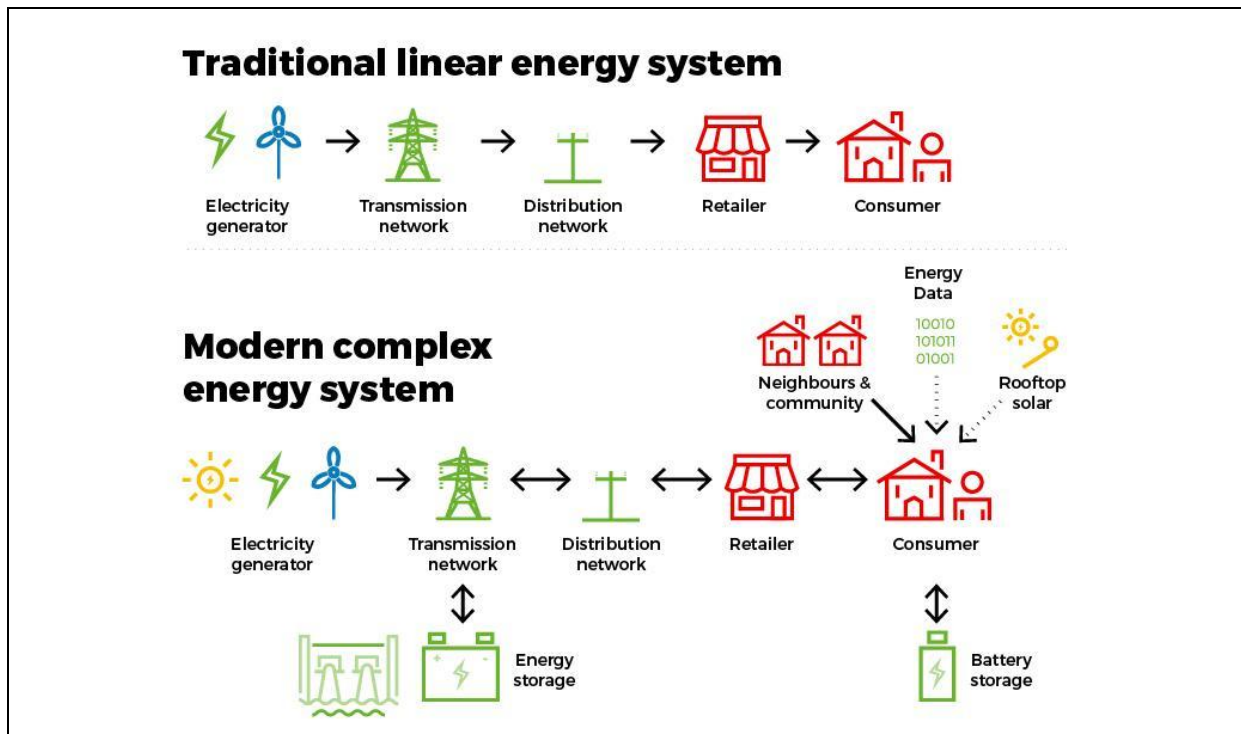 Traditional linear energy system
Electricity
generator
Transmission
network
Distribution
network
Retailer
Consumer
Energy
Data
10010
101011
01001
Modern complex
energy system
Neighbours &
community
Rooftop
solar
Electricity
generator
Transmission
network
Distribution
network
Retailer
Consumer
Energy
storage
+ -
Battery
storage